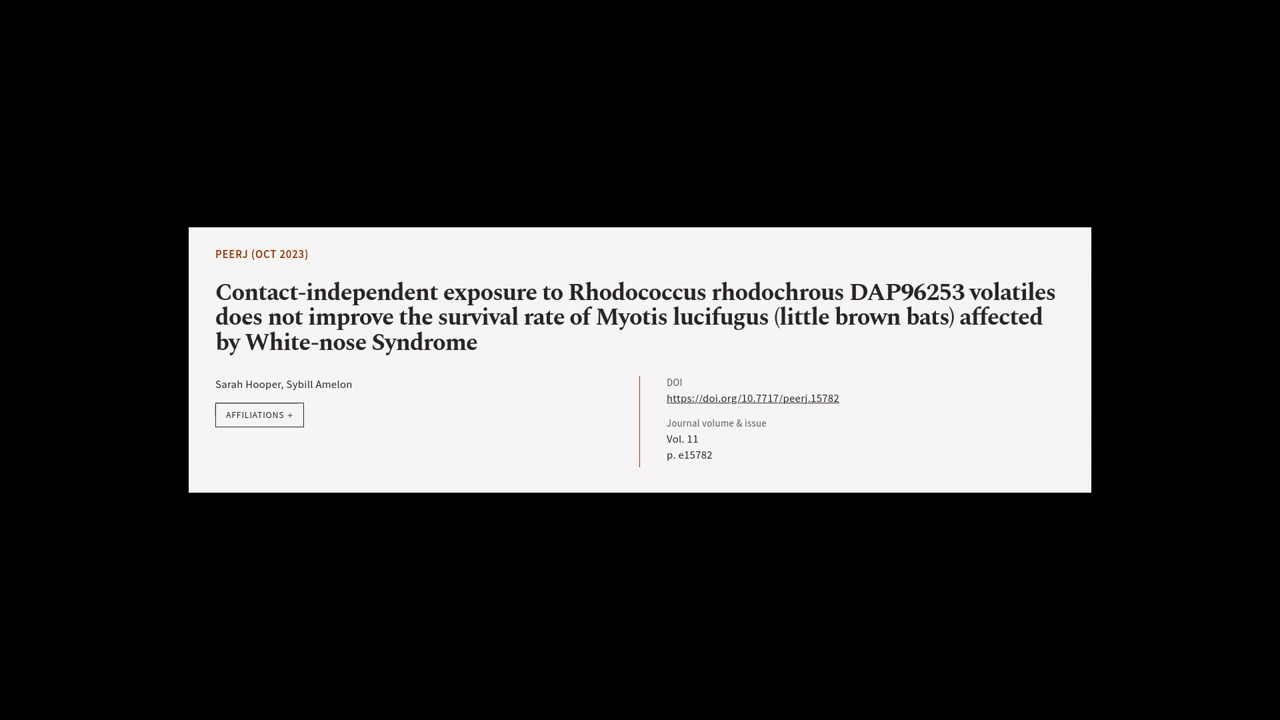 PEERJ (OCT 2023)
Contact-independent exposure to Rhodococcus rhodochrous DAP96253 volatiles
does not improve the survival rate of Myotis lucifugus (little brown bats) affected
by White-nose Syndrome
Sarah Hooper, Sybill Amelon
AFFILIATIONS +
DOI
https://doi.org/10.7717/peerj.15782
Journal volume & issue
Vol. 11
p. e15782